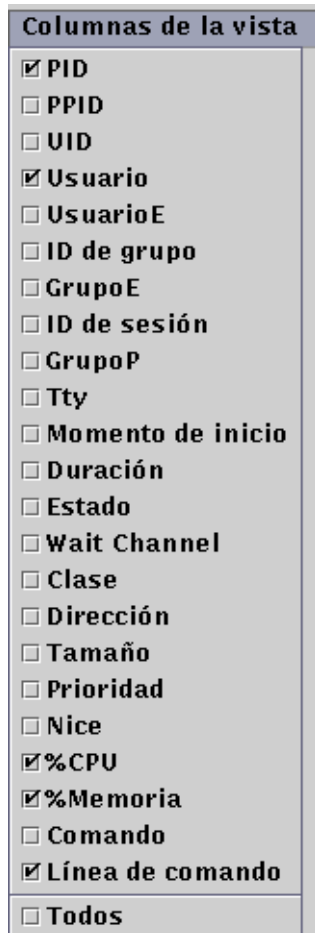 Columnas de la vista
PID
PPID
UID
Usuario
UsuarioE
ID de grupo
GrupoE
ID de sesión
GrupoP
Tty
Momento de inicio
Duración
Estado
Wait Channel
Clase
Dirección
Tamaño
Prioridad
Nice
%CPU
%Memoria
Comando
Línea de comando
Todos